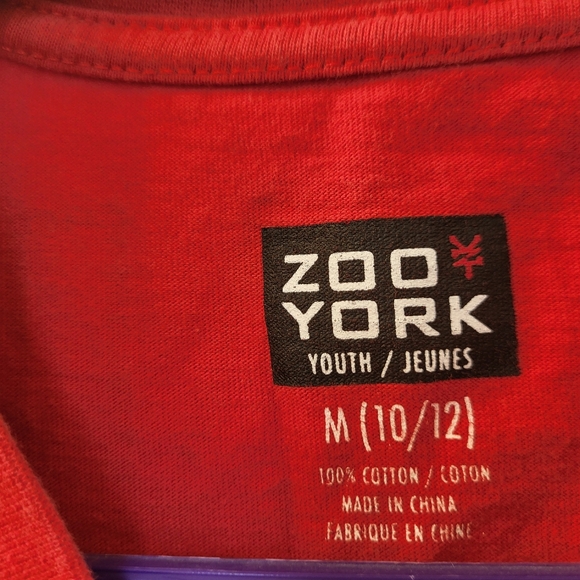 ZOO
YORK
YOUTH / JEUNES
M (10/12)
100% COTTON / COTON
MADE IN CHINA
FABRIQUE EN CHINE